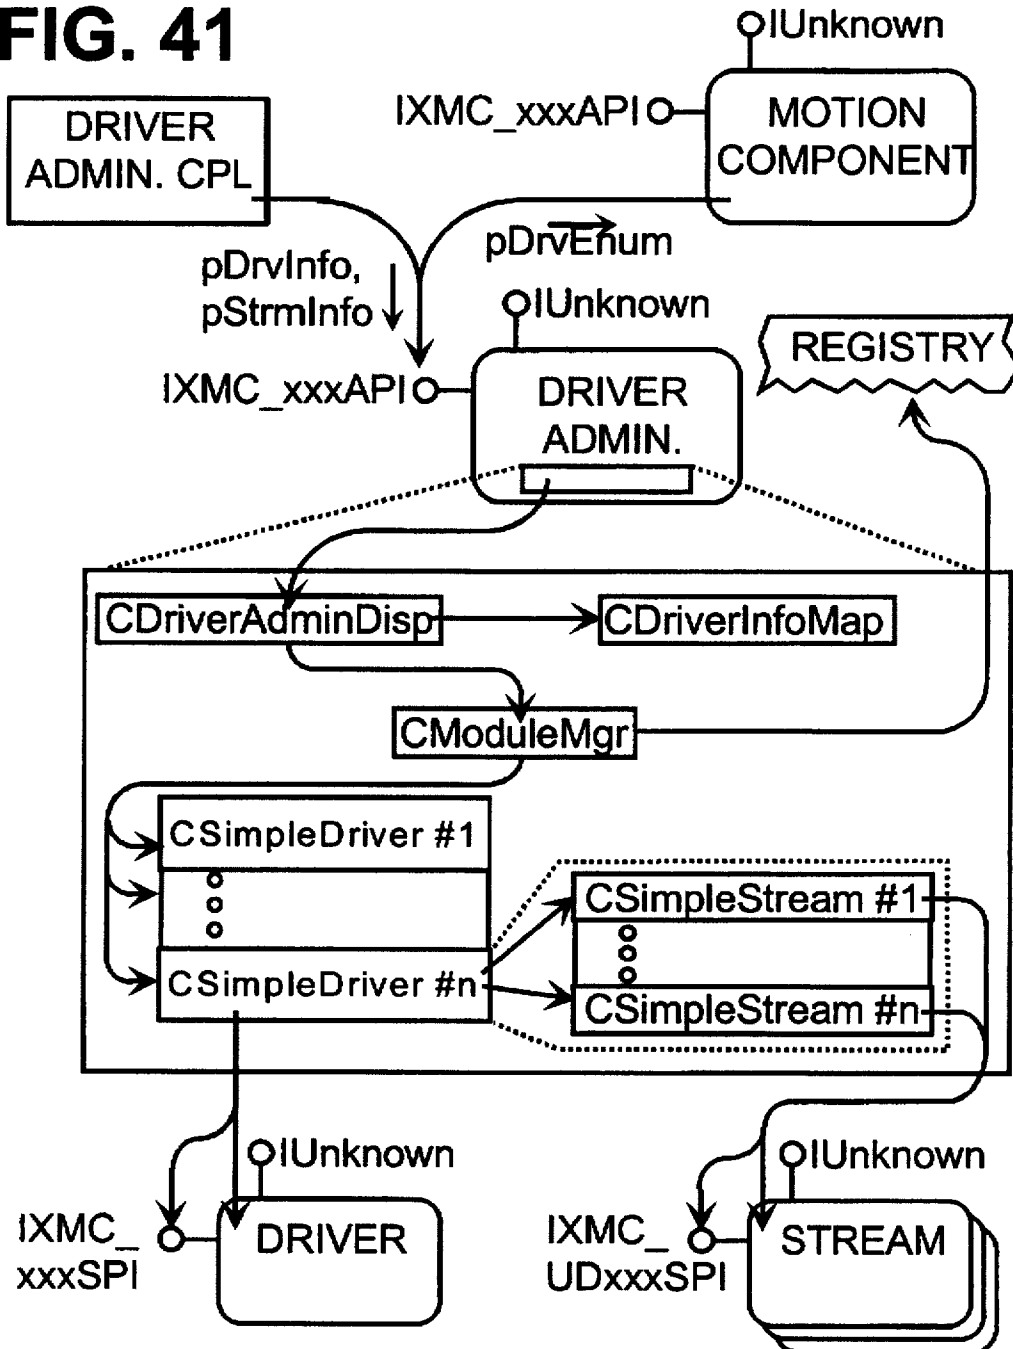 FIG. 41
IUnknown
IXMC_xxxAPI
MOTION
COMPONENT
DRIVER
ADMIN. CPL
pDrvInfo,
pStrmInfo
pDrvEnum
IUnknown
IXMC_xxxAPI
DRIVER
ADMIN.
REGISTRY
CDriverAdminDisp
CDriverInfoMap
CModuleMgr
CSimpleDriver #1
CSimpleDriver #n
CSimpleStream #1
CSimpleStream #n
IUnknown
IXMC_
xxxSPI
DRIVER
IUnknown
IXMC_
UDxxxSPI
STREAM